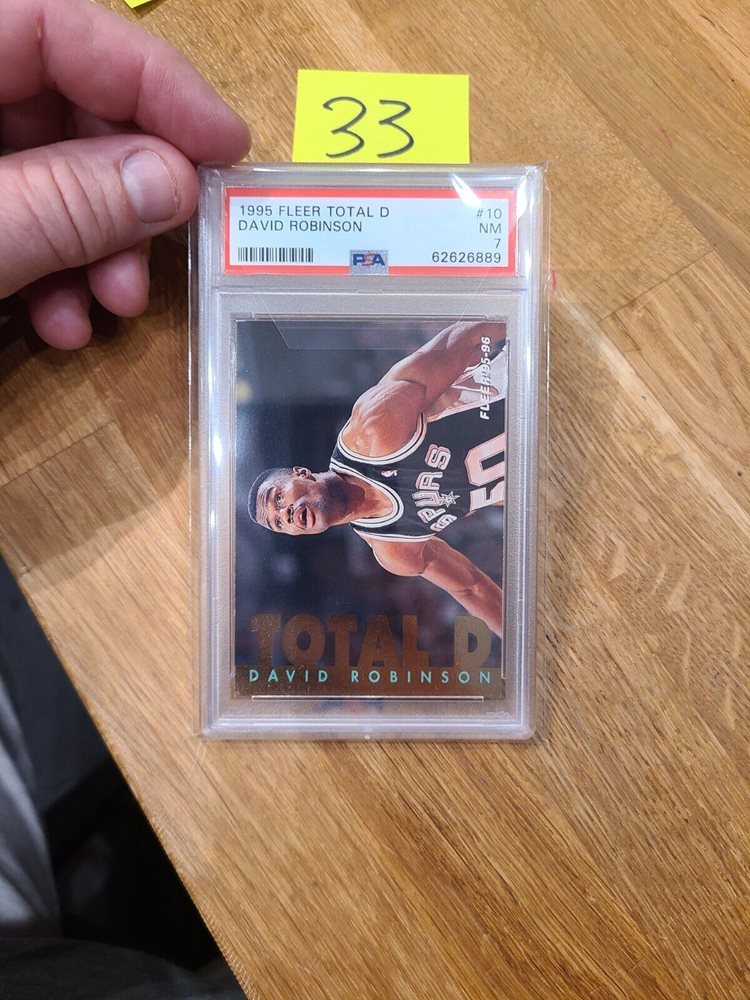 33
1995 FLEER TOTAL D #10
DAVID ROBINSON NM
7
PSA 62626889
FLEER 95-96
SPURS
50
TOTAL D
DAVID ROBINSON